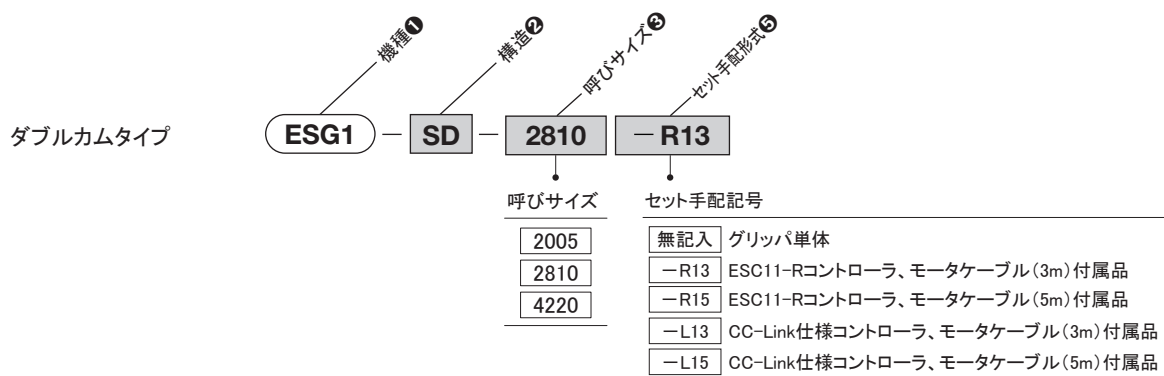 機種❶
構造❷
呼びサイズ❸
セット手配形式❺
ダブルカムタイプ ESG1 － SD － 2810 －R13
呼びサイズ セット手配記号
2005
2810
4220
無記入 グリッパ単体
－R13 ESC11-Rコントローラ、モータケーブル（3m）付属品
－R15 ESC11-Rコントローラ、モータケーブル（5m）付属品
－L13 CC-Link仕様コントローラ、モータケーブル（3m）付属品
－L15 CC-Link仕様コントローラ、モータケーブル（5m）付属品